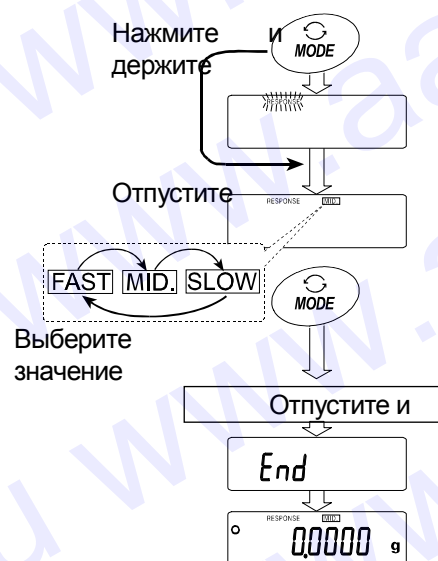 Нажмите и
держите
MODE
RESPONSE
Отпустите
RESPONSE MID.
FAST MID. SLOW
MODE
Выберите
значение
Отпустите и
End
RESPONSE MID.
0.0000 g